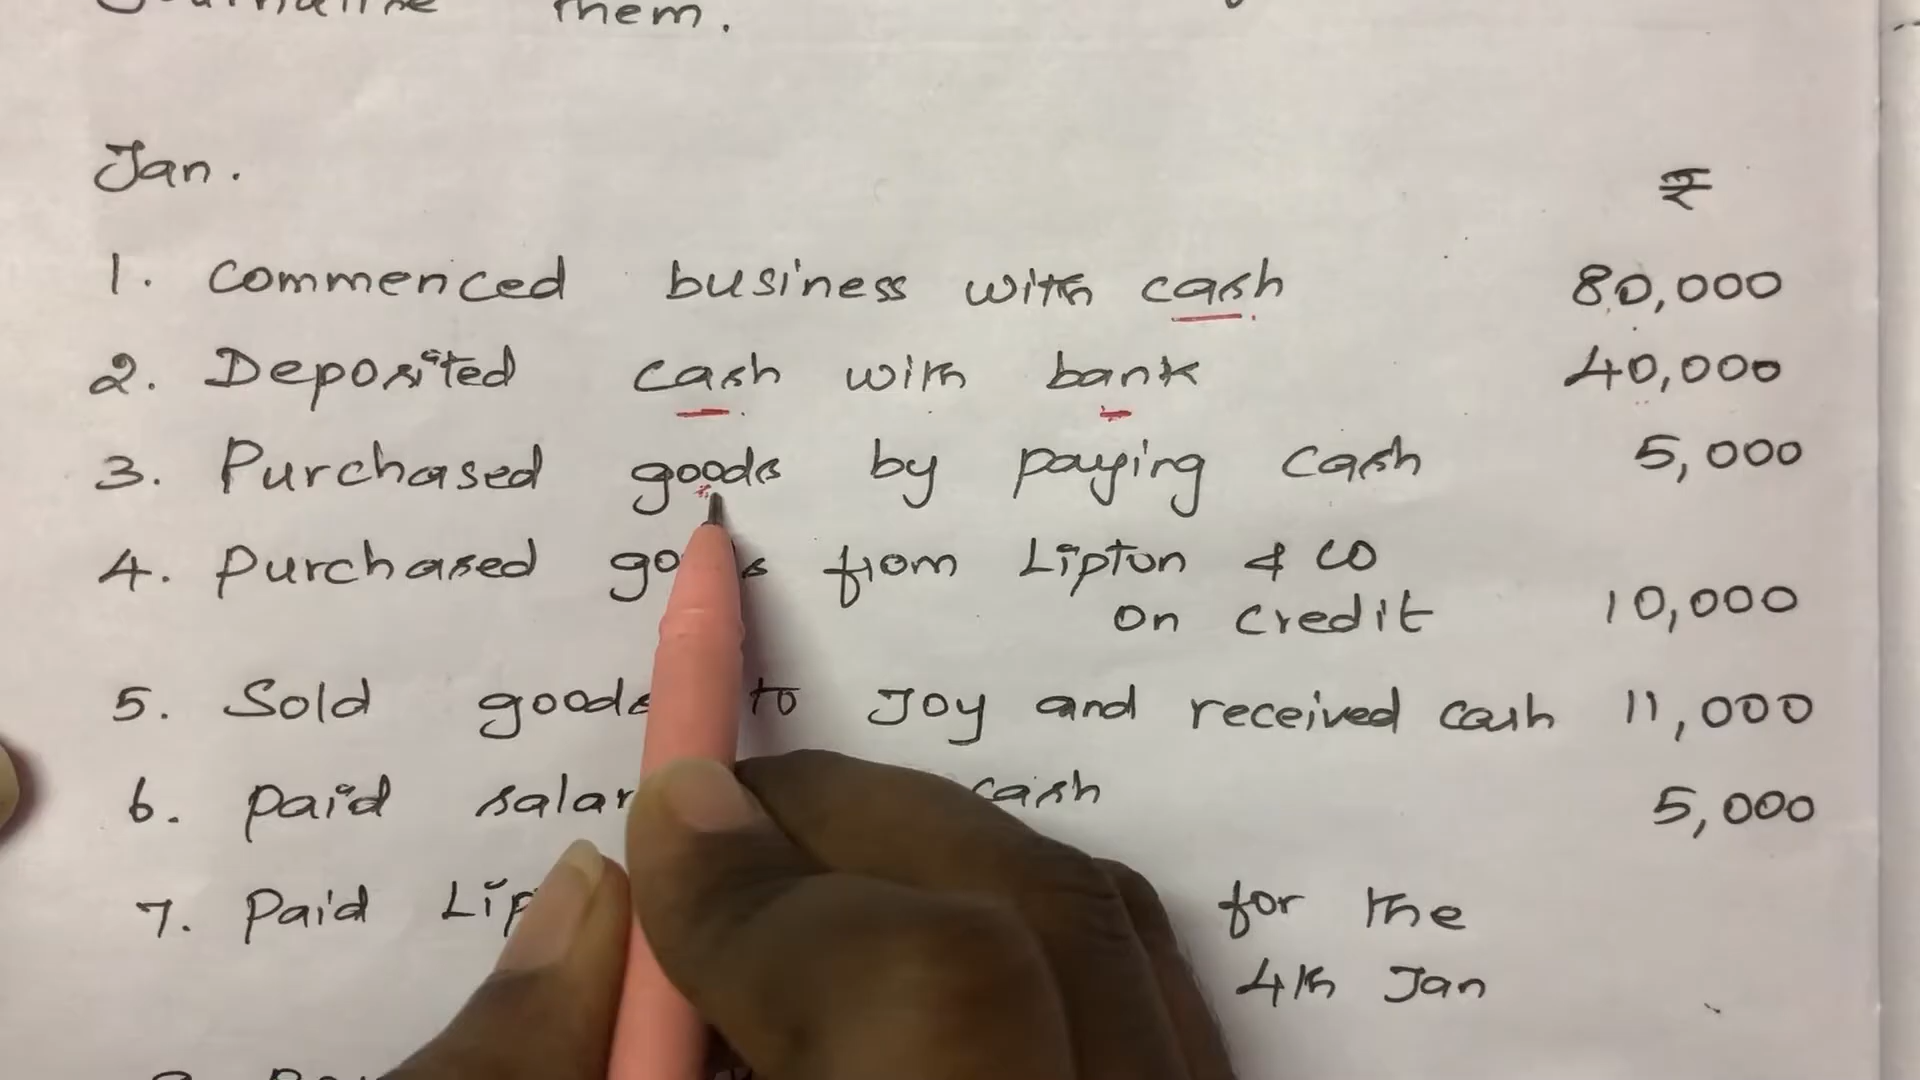 them.
Jan.
₹
1. Commenced business with cash 80,000
2. Deposited cash with bank 40,000
3. Purchased goods by paying cash 5,000
4. Purchased from Lipton & co
on credit 10,000
5. Sold goods to Joy and received cash 11,000
6. Paid cash 5,000
7. Paid for the
4th Jan